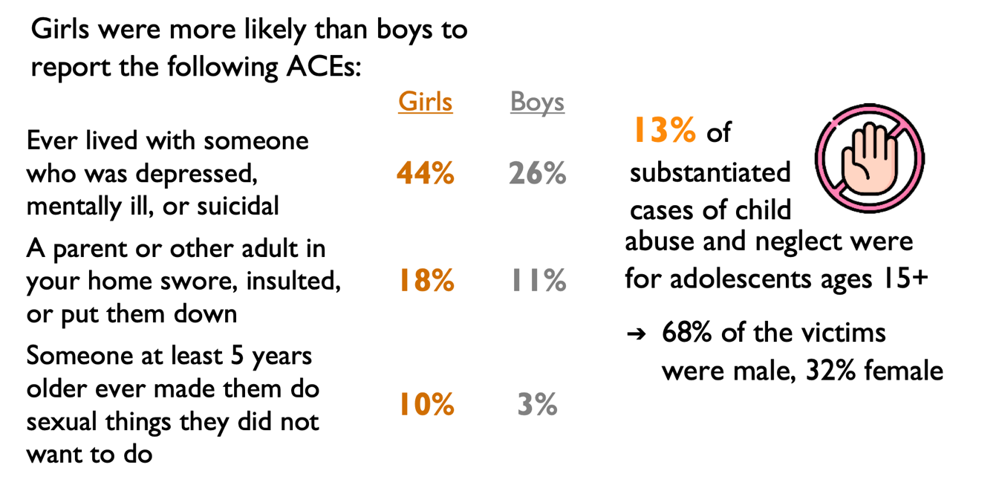 Girls were more likely than boys to
report the following ACEs:
Girls Boys
Ever lived with someone
who was depressed,
mentally ill, or suicidal
44% 26%
A parent or other adult in
your home swore, insulted,
or put them down
18% 11%
Someone at least 5 years
older ever made them do
sexual things they did not
want to do
10% 3%
13% of
substantiated
cases of child
abuse and neglect were
for adolescents ages 15+
➔ 68% of the victims
were male, 32% female